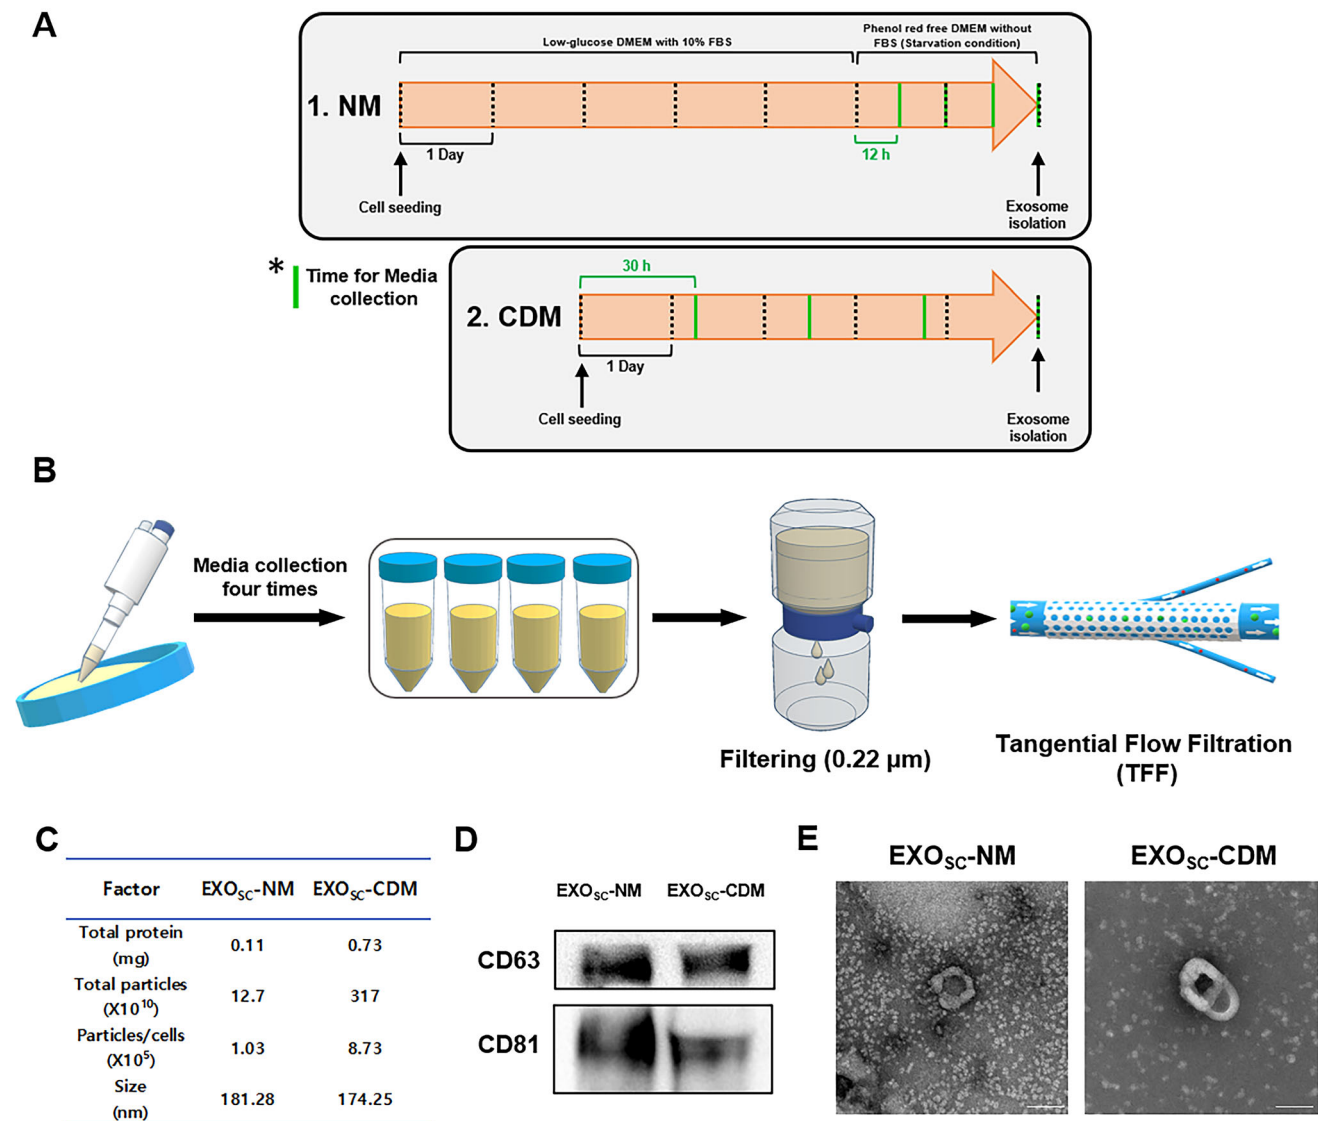 A
Low-glucose DMEM with 10% FBS
Phenol red free DMEM without
FBS (Starvation condition)
1. NM
1 Day
12 h
Cell seeding
Exosome
isolation
*
Time for Media
collection
30 h
2. CDM
1 Day
Cell seeding
Exosome
isolation
B
Media collection
four times
Filtering (0.22 μm)
Tangential Flow Filtration
(TFF)
C
Factor EXOSC-NM EXOSC-CDM
Total protein
(mg) 0.11 0.73
Total particles
(X10^10) 12.7 317
Particles/cells
(X10^5) 1.03 8.73
Size
(nm) 181.28 174.25
D
EXOSC-NM EXOSC-CDM
CD63
CD81
E
EXOSC-NM EXOSC-CDM